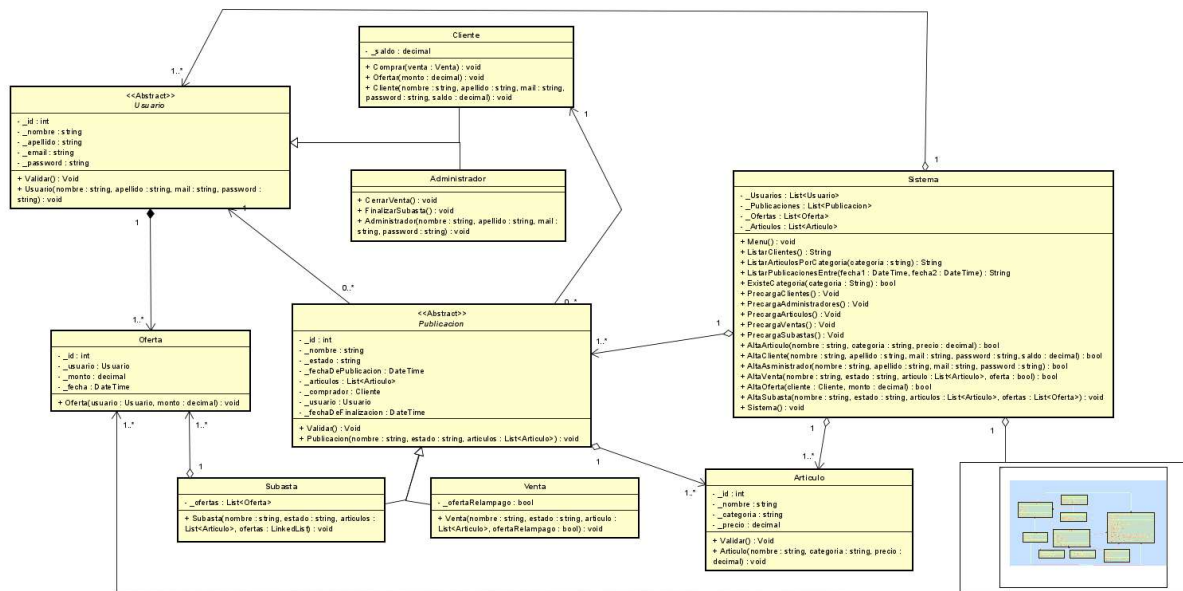 Cliente
- _saldo : decimal
+ Comprar(venta : Venta) : void
+ Ofertar(monto : decimal) : void
+ Cliente(nombre : string, apellido : string, mail : string,
password : string, saldo : decimal) : void
1..*
1
<<Abstract>>
Usuario
- _id : int
- _nombre : string
- _apellido : string
- _email : string
- _password : string
+ Validar() : Void
+ Usuario(nombre : string, apellido : string, mail : string, password :
string) : void
1
1
Administrador
+ CerrarVenta() : void
+ FinalizarSubasta() : void
+ Administrador(nombre : string, apellido : string, mail :
string, password : string) : void
1
Sistema
- _Usuarios : List<Usuario>
- _Publicaciones : List<Publicacion>
- _Ofertas : List<Oferta>
- _Articulos : List<Articulo>
+ Menu() : void
+ ListarClientes() : String
+ ListarArticulosPorCategoria(categoria : string) : String
+ ListarPublicacionesEntre(fecha1 : DateTime, fecha2 : DateTime) : String
+ ExisteCategoria(categoria : String) : bool
+ PrecargaClientes() : Void
+ PrecargaAdministradores() : Void
+ PrecargaArticulos() : Void
+ PrecargaVentas() : Void
+ PrecargaSubastas() : Void
+ AltaArticulo(nombre : string, categoria : string, precio : decimal) : bool
+ AltaCliente(nombre : string, apellido : string, mail : string, password : string, saldo : decimal) : bool
+ AltaAsministrador(nombre : string, apellido : string, mail : string, password : string) : bool
+ AltaVenta(nombre : string, estado : string, articulo : List<Articulo>, oferta : bool) : bool
+ AltaOferta(cliente : Cliente, monto : decimal) : bool
+ AltaSubasta(nombre : string, estado : string, articulos : List<Articulo>, ofertas : List<Oferta>) : void
+ Sistema() : void
1
1
1
0..*
0..*
1..*
1..*
Oferta
- _id : int
- _usuario : Usuario
- _monto : decimal
- _fecha : DateTime
+ Oferta(usuario : Usuario, monto : decimal) : void
1..*
1..*
1
<<Abstract>>
Publicacion
- _id : int
- _nombre : string
- _estado : string
- _fechaDePublicacion : DateTime
- _articulos : List<Articulo>
- _comprador : Cliente
- _usuario : Usuario
- _fechaDeFinalizacion : DateTime
+ Validar() : Void
+ Publicacion(nombre : string, estado : string, articulos : List<Articulo>) : void
1
1..*
1..*
Subasta
- _ofertas : List<Oferta>
+ Subasta(nombre : string, estado : string, articulos :
List<Articulo>, ofertas : LinkedList) : void
Venta
- _ofertaRelampago : bool
+ Venta(nombre : string, estado : string, articulo :
List<Articulo>, ofertaRelampago : bool) : void
Articulo
- _id : int
- _nombre : string
- _categoria : string
- _precio : decimal
+ Validar() : Void
+ Articulo(nombre : string, categoria : string, precio :
decimal) : void